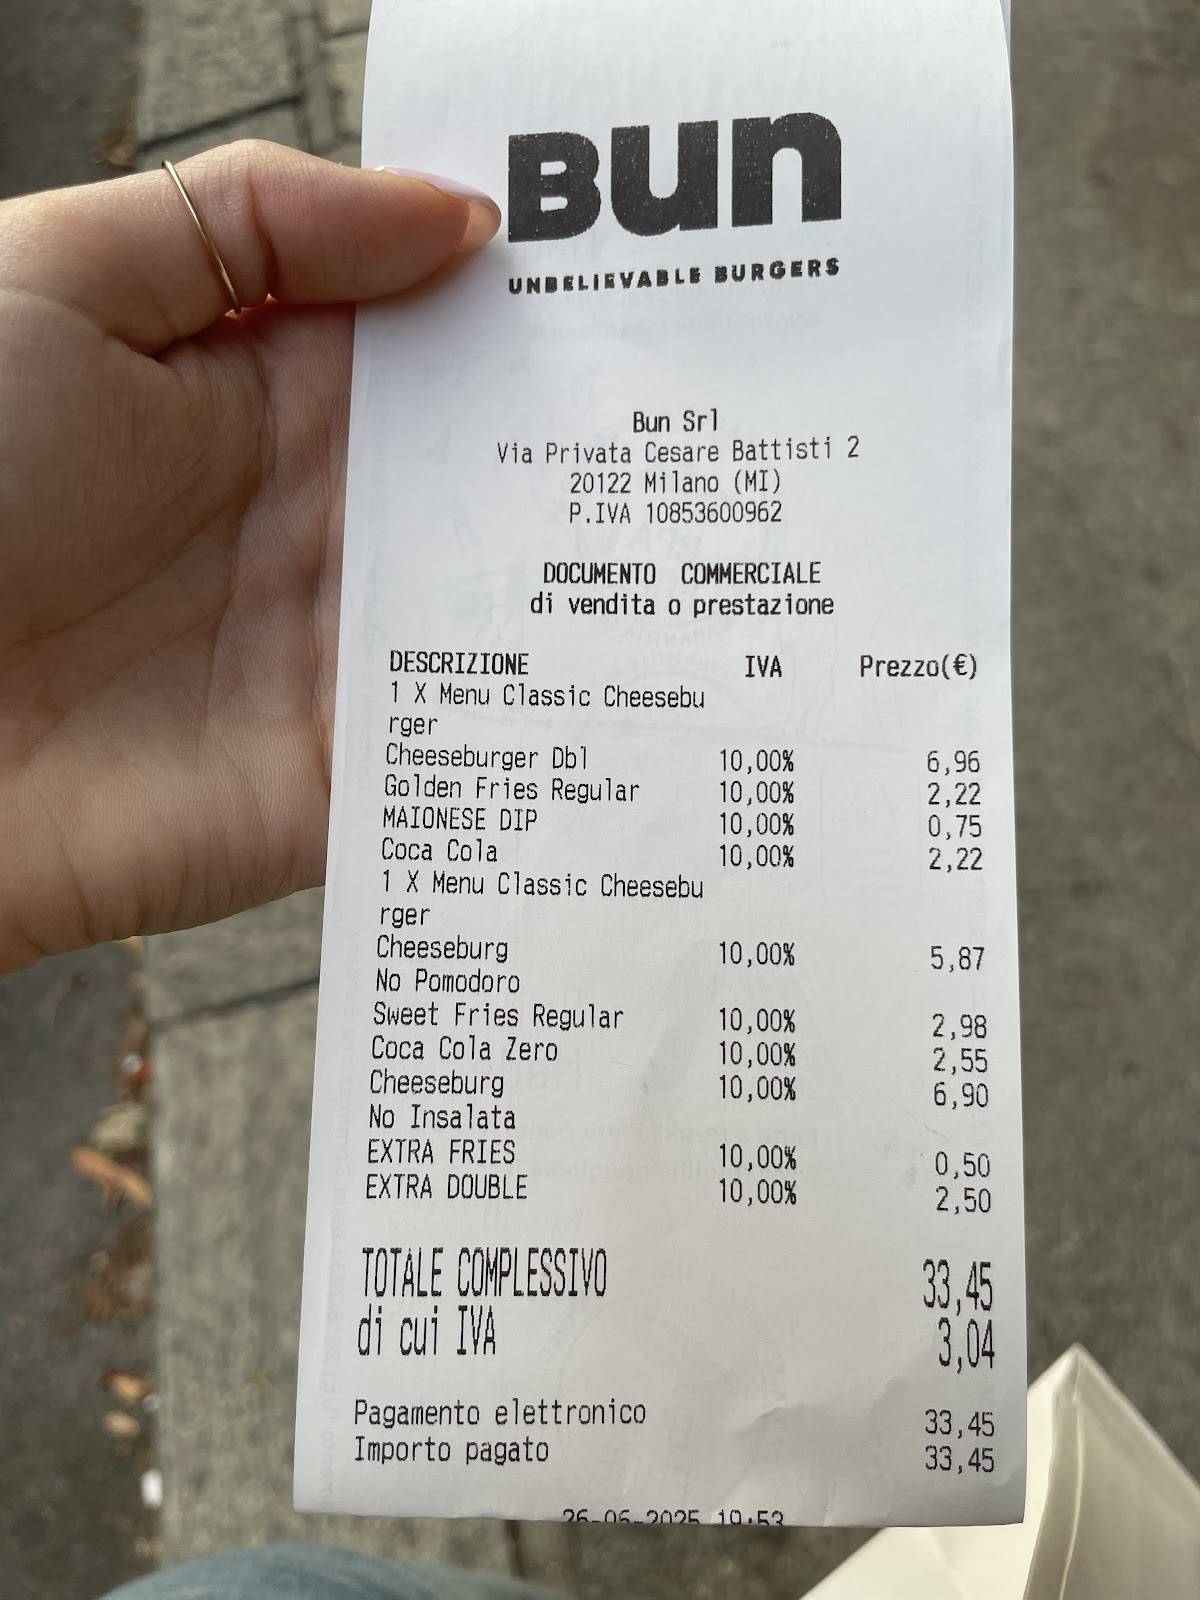 Bun
UNBELIEVABLE BURGERS
Bun Srl
Via Privata Cesare Battisti 2
20122 Milano (MI)
P.IVA 10853600962
DOCUMENTO COMMERCIALE
di vendita o prestazione
DESCRIZIONE IVA Prezzo(€)
1 X Menu Classic Cheesebu
rger
Cheeseburger Dbl 10,00% 6,96
Golden Fries Regular 10,00% 2,22
MAIONESE DIP 10,00% 0,75
Coca Cola 10,00% 2,22
1 X Menu Classic Cheesebu
rger
Cheeseburg 10,00% 5,87
No Pomodoro
Sweet Fries Regular 10,00% 2,98
Coca Cola Zero 10,00% 2,55
Cheeseburg 10,00% 6,90
No Insalata
EXTRA FRIES 10,00% 0,50
EXTRA DOUBLE 10,00% 2,50
TOTALE COMPLESSIVO 33,45
di cui IVA 3,04
Pagamento elettronico 33,45
Importo pagato 33,45
26-06-2025 19:53